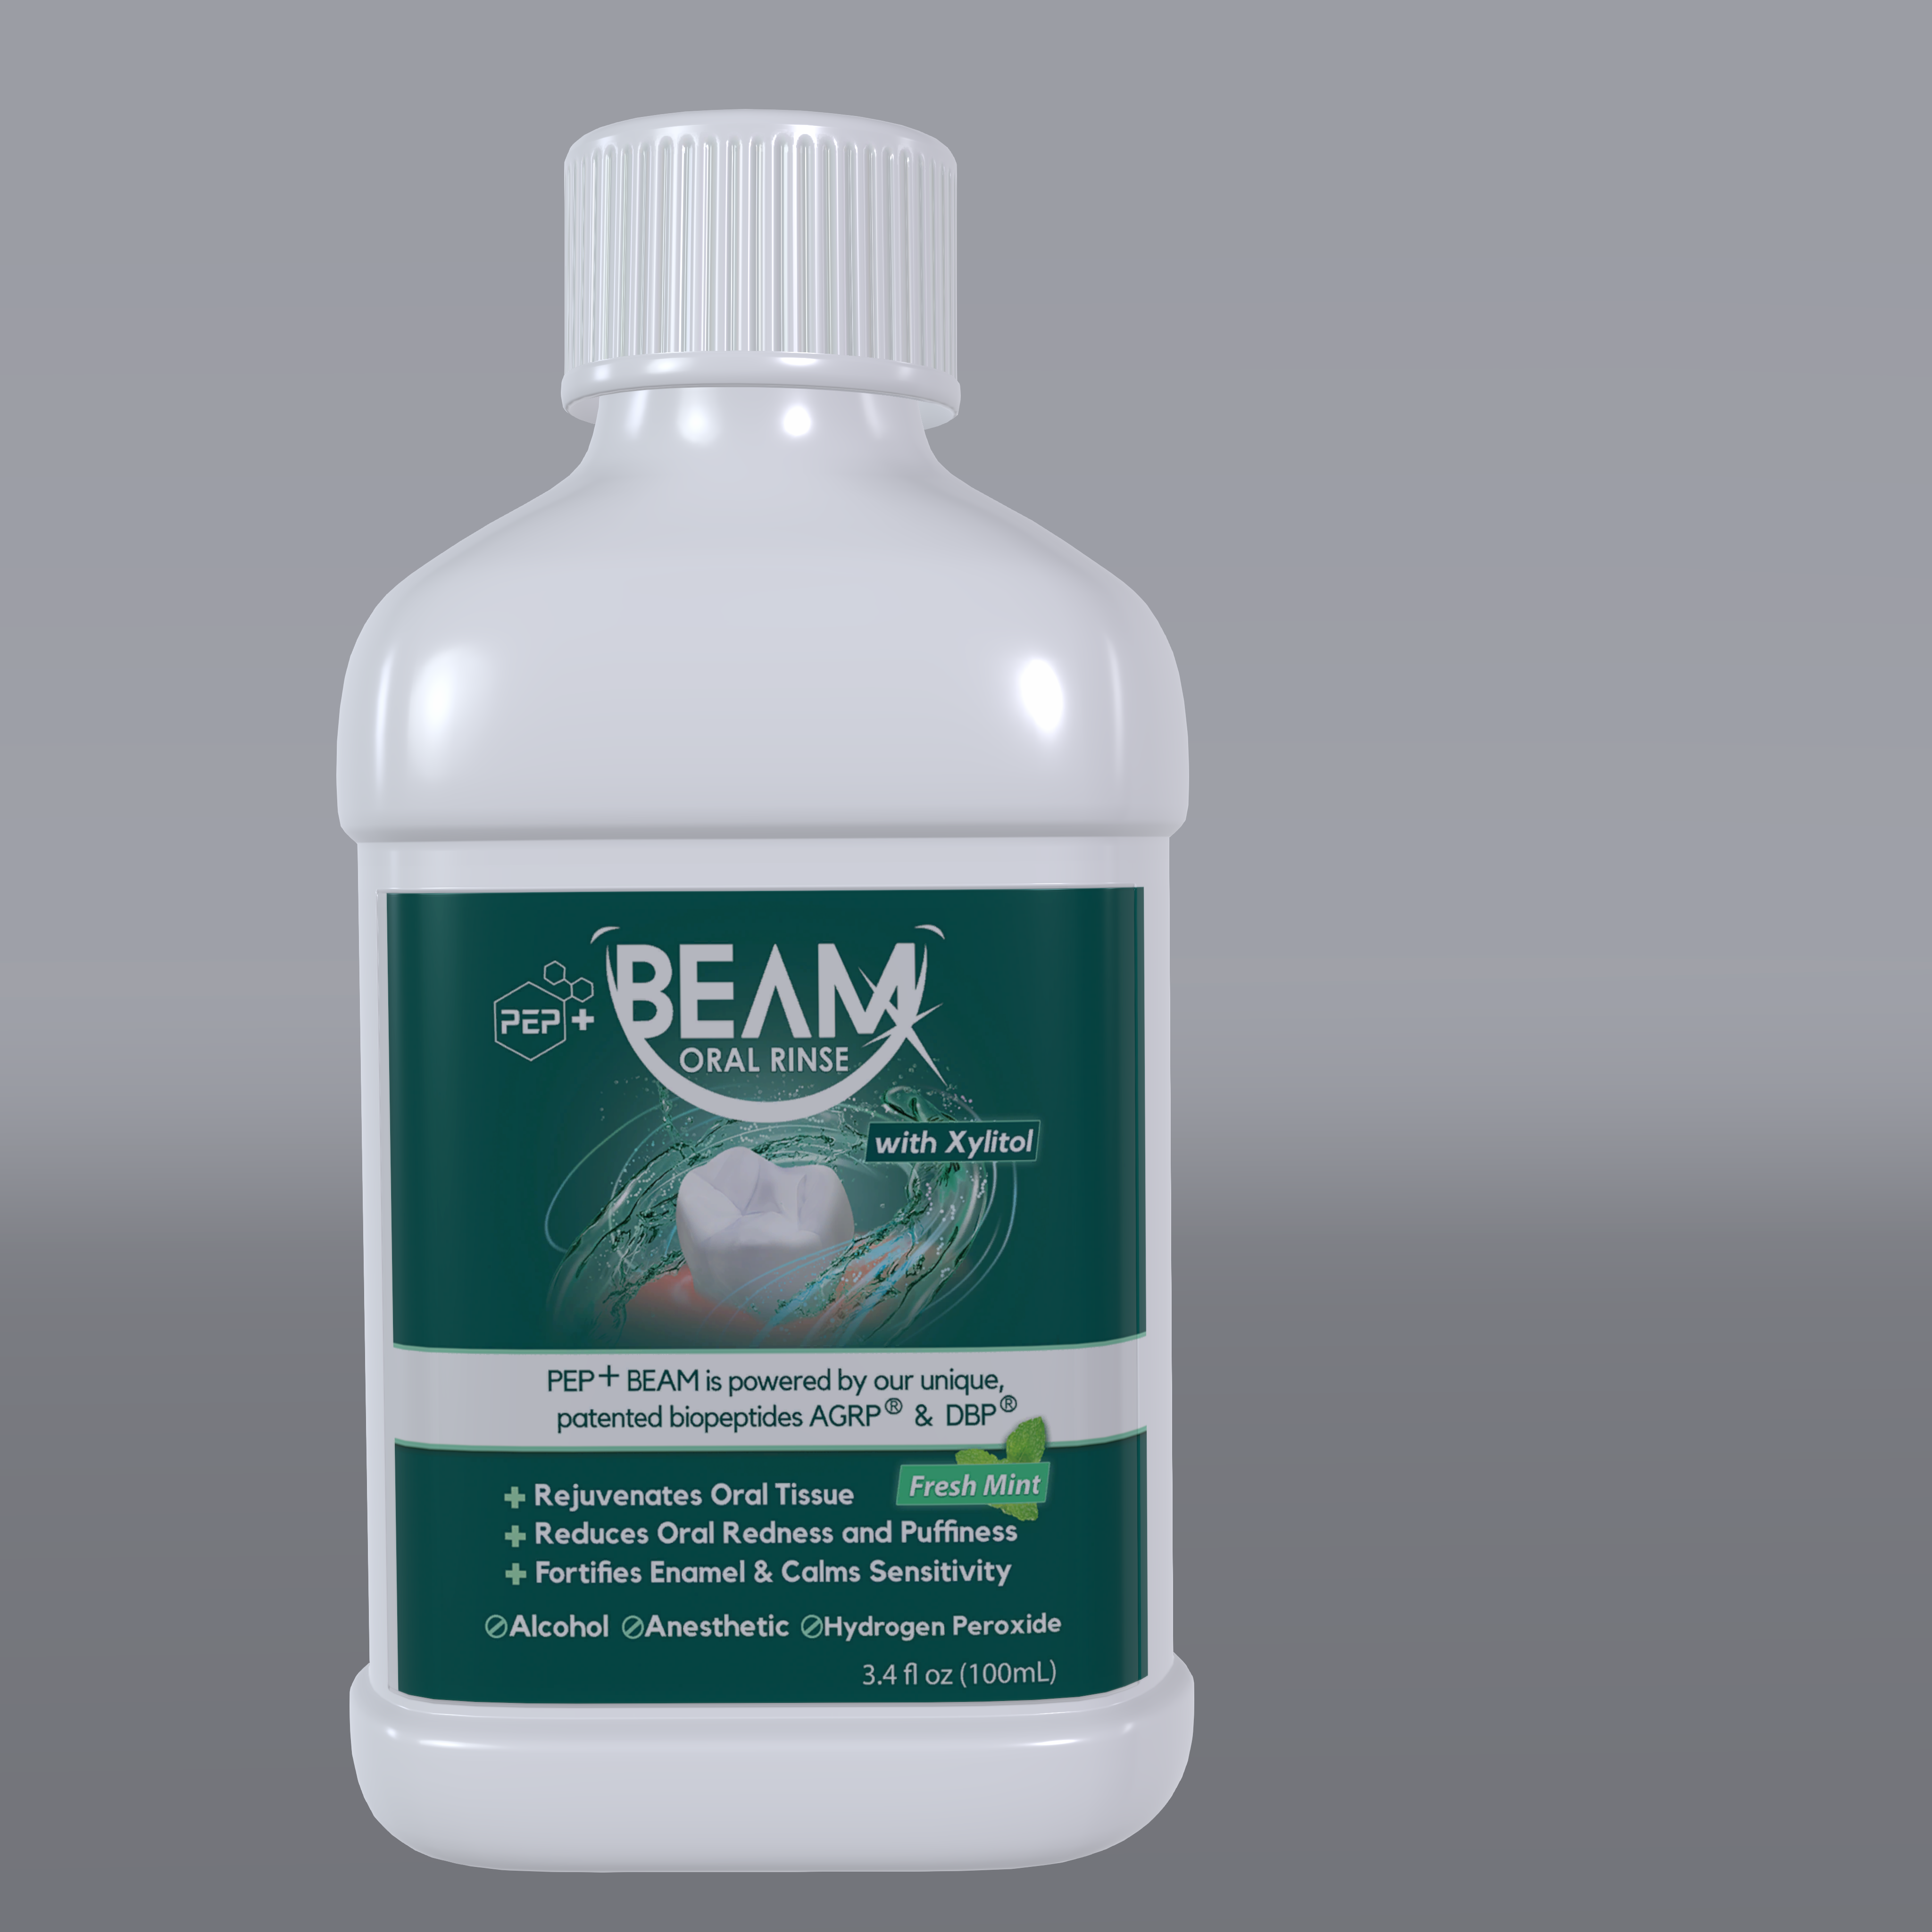 PEP+
BEAM
ORAL RINSE
with Xylitol
PEP+ BEAM is powered by our unique,
patented biopeptides AGRP® & DBP®
Fresh Mint
+ Rejuvenates Oral Tissue
+ Reduces Oral Redness and Puffiness
+ Fortifies Enamel & Calms Sensitivity
Alcohol Anesthetic Hydrogen Peroxide
3.4 fl oz (100mL)